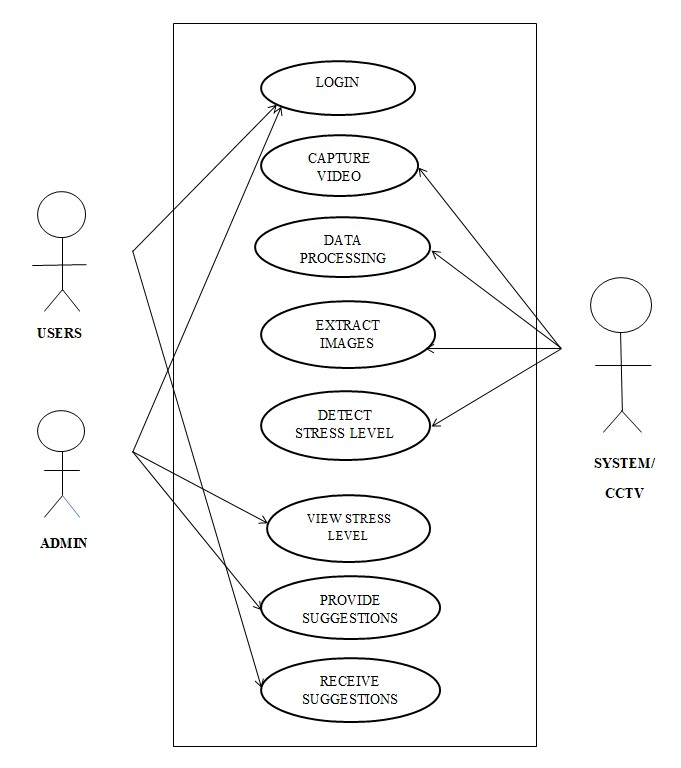 LOGIN
CAPTURE
VIDEO
DATA
PROCESSING
EXTRACT
IMAGES
DETECT
STRESS LEVEL
VIEW STRESS
LEVEL
PROVIDE
SUGGESTIONS
RECEIVE
SUGGESTIONS
USERS
ADMIN
SYSTEM/
CCTV